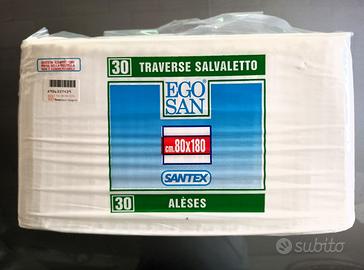 30 TRAVERSE SALVALETTO
EGO
SAN
cm. 80x180
SANTEX
30 ALÈSES
subito